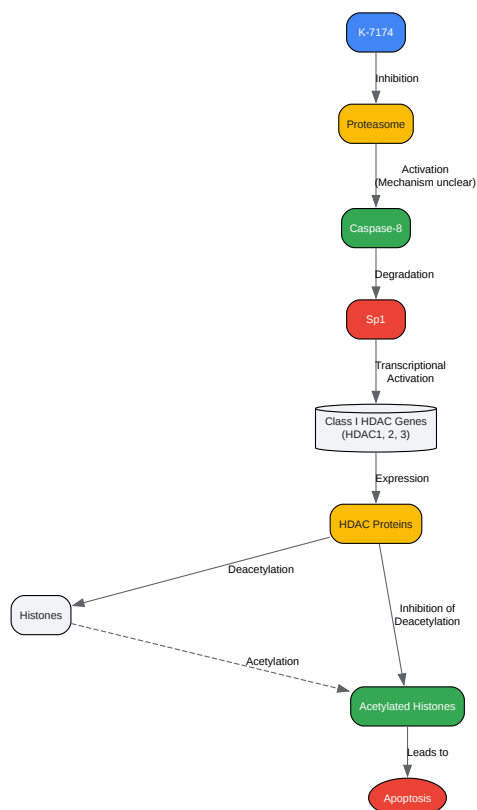 K-7174
Inhibition
Proteasome
Activation
(Mechanism unclear)
Caspase-8
Degradation
Sp1
Transcriptional
Activation
Class I HDAC Genes
(HDAC1, 2, 3)
Expression
HDAC Proteins
Deacetylation
Inhibition of
Deacetylation
Histones
Acetylation
Acetylated Histones
Leads to
Apoptosis